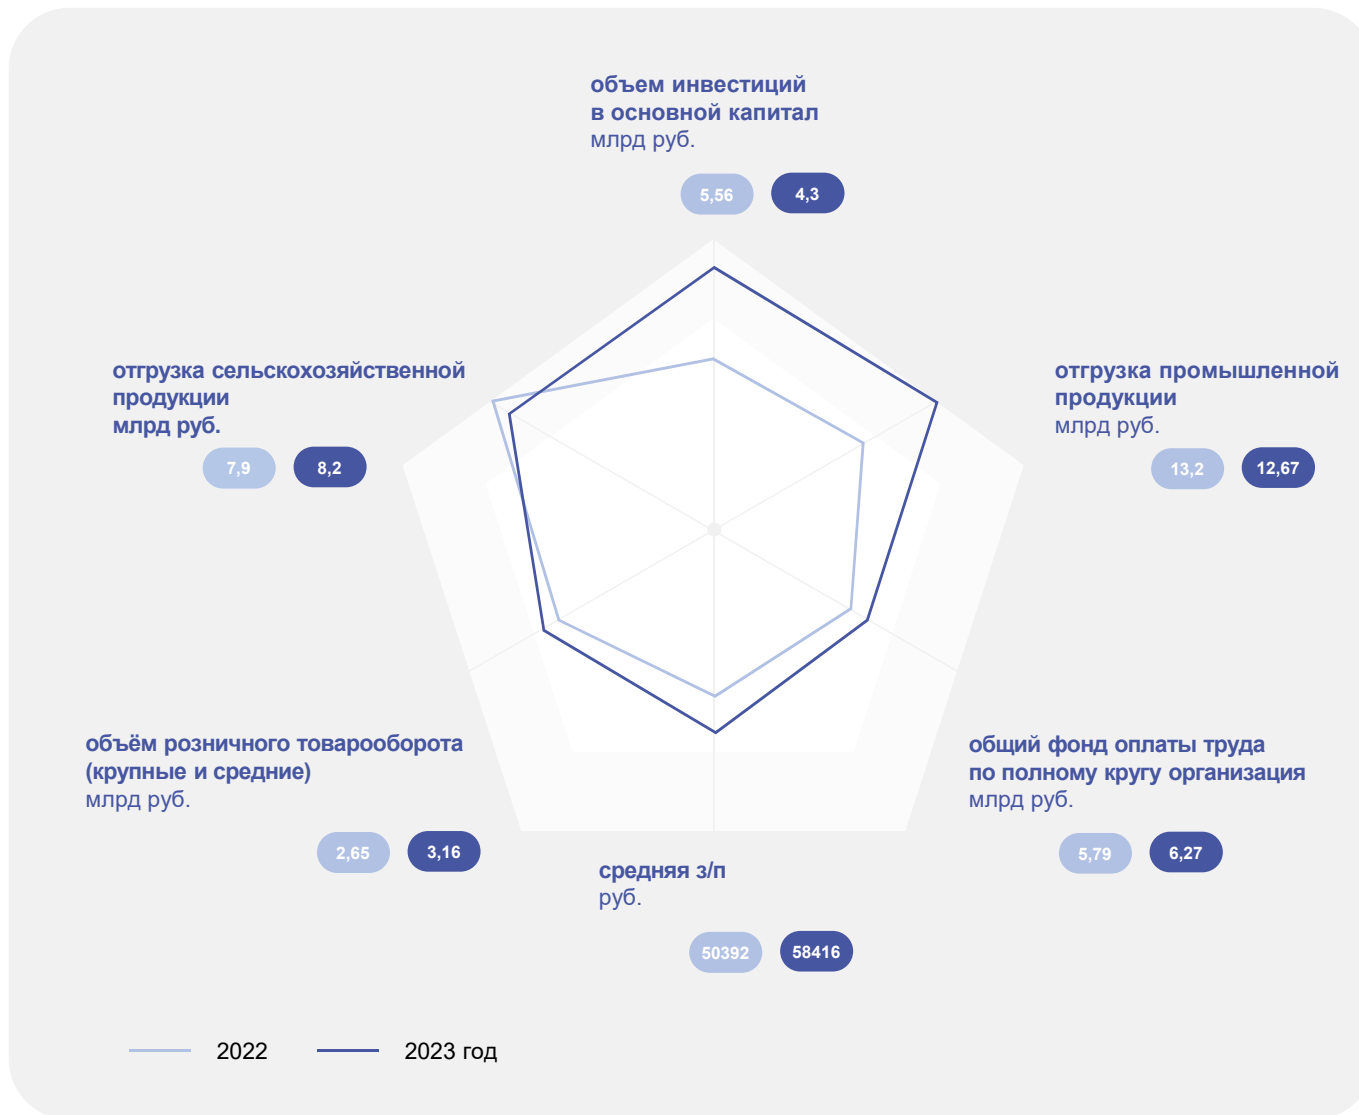 объем инвестиций
в основной капитал
млрд руб.
5,56 4,3
отгрузка сельскохозяйственной
продукции
млрд руб.
7,9 8,2
отгрузка промышленной
продукции
млрд руб.
13,2 12,67
объём розничного товарооборота
(крупные и средние)
млрд руб.
2,65 3,16
общий фонд оплаты труда
по полному кругу организация
млрд руб.
5,79 6,27
средняя з/п
руб.
50392 58416
2022 2023 год